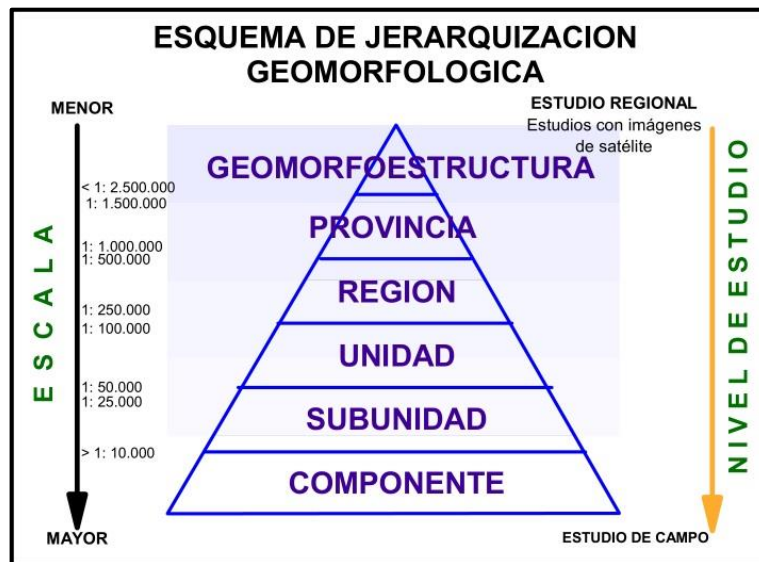 ESQUEMA DE JERARQUIZACION
GEOMORFOLOGICA
MENOR
ESTUDIO REGIONAL
Estudios con imágenes
de satélite
GEOMORFOESTRUCTURA
< 1: 2.500.000
1: 1.500.000
PROVINCIA
1: 1.000.000
1: 500.000
REGION
1: 250.000
1: 100.000
UNIDAD
1: 50.000
1: 25.000
SUBUNIDAD
> 1: 10.000
COMPONENTE
MAYOR
ESTUDIO DE CAMPO
ESCALA
NIVEL DE ESTUDIO